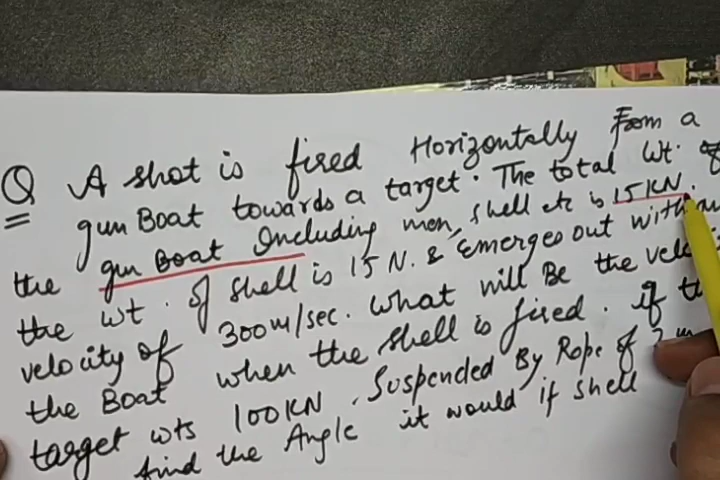 Q A shot is fired Horizontally From a
gun Boat towards a target. The total Wt. of
the gun Boat Including men, shell etc is 15KN.
the wt. of shell is 15 N. & Emerges out with
velocity of 300m/sec. what will Be the
the Boat when the shell is fired. if
target wts 100KN. Suspended By Rope of
find the Angle it would if shell